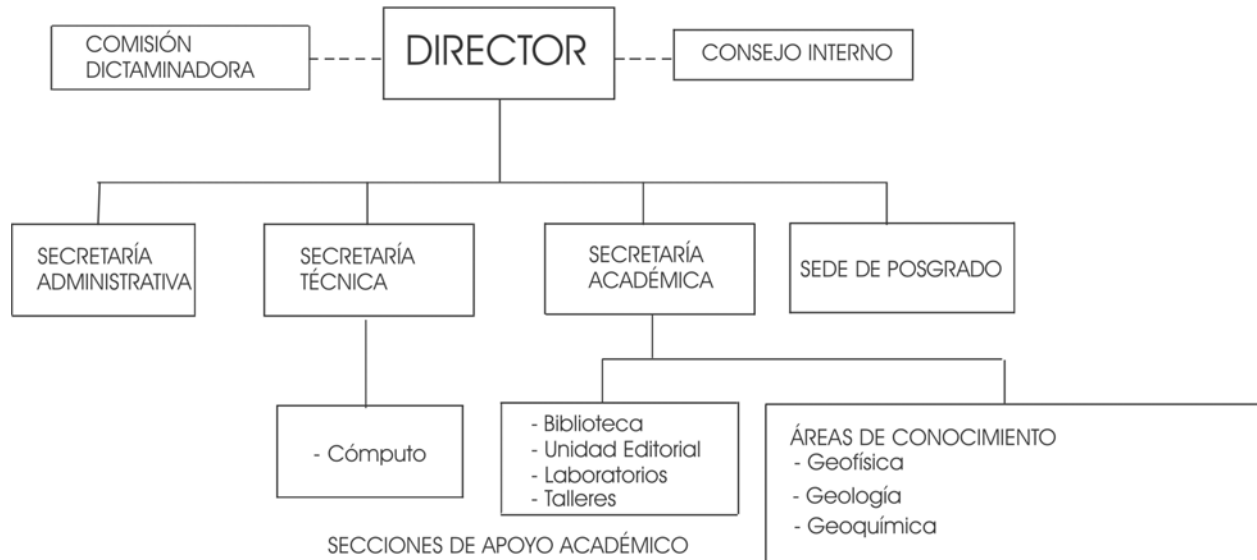 COMISIÓN
DICTAMINADORA
DIRECTOR
CONSEJO INTERNO
SECRETARÍA
ADMINISTRATIVA
SECRETARÍA
TÉCNICA
SECRETARÍA
ACADÉMICA
SEDE DE POSGRADO
- Cómputo
- Biblioteca
- Unidad Editorial
- Laboratorios
- Talleres
ÁREAS DE CONOCIMIENTO
- Geofísica
- Geología
- Geoquímica
SECCIONES DE APOYO ACADÉMICO